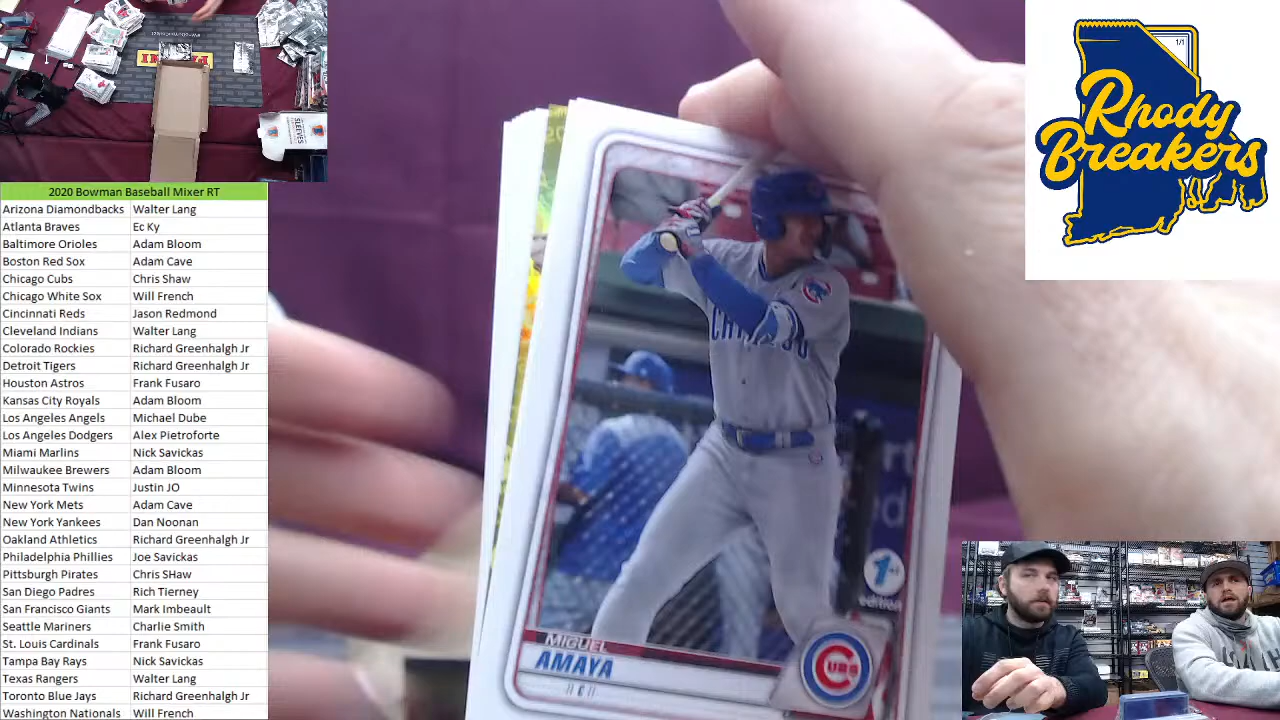 2020 Bowman Baseball Mixer RT
Arizona Diamondbacks Walter Lang
Atlanta Braves Ec Ky
Baltimore Orioles Adam Bloom
Boston Red Sox Adam Cave
Chicago Cubs Chris Shaw
Chicago White Sox Will French
Cincinnati Reds Jason Redmond
Cleveland Indians Walter Lang
Colorado Rockies Richard Greenhalgh Jr
Detroit Tigers Richard Greenhalgh Jr
Houston Astros Frank Fusaro
Kansas City Royals Adam Bloom
Los Angeles Angels Michael Dube
Los Angeles Dodgers Alex Pietroforte
Miami Marlins Nick Savickas
Milwaukee Brewers Adam Bloom
Minnesota Twins Justin JO
New York Mets Adam Cave
New York Yankees Dan Noonan
Oakland Athletics Richard Greenhalgh Jr
Philadelphia Phillies Joe Savickas
Pittsburgh Pirates Chris SHaw
San Diego Padres Rich Tierney
San Francisco Giants Mark Imbeault
Seattle Mariners Charlie Smith
St. Louis Cardinals Frank Fusaro
Tampa Bay Rays Nick Savickas
Texas Rangers Walter Lang
Toronto Blue Jays Richard Greenhalgh Jr
Washington Nationals Will French
SLEEVES
1st
edition
MIGUEL
AMAYA
// C //
CUBS
1/1
Rhody
Breakers